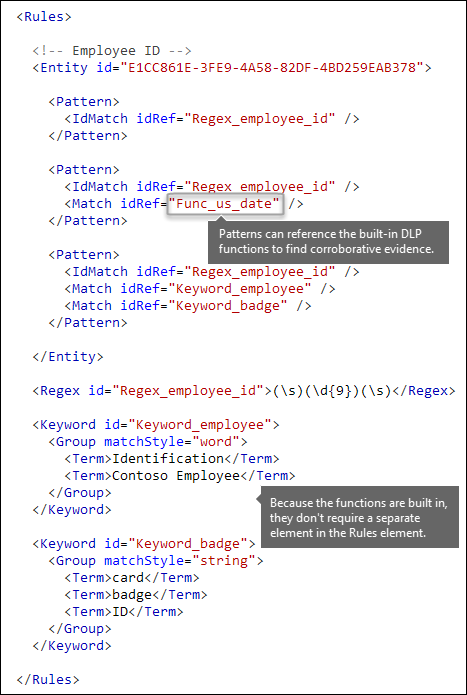 <Rules>
<!-- Employee ID -->
<Entity id="E1CC861E-3FE9-4A58-82DF-4BD259EAB378">
<Pattern>
<IdMatch idRef="Regex_employee_id" />
</Pattern>
<Pattern>
<IdMatch idRef="Regex_employee_id" />
<Match idRef="Func_us_date" />
</Pattern>
Patterns can reference the built-in DLP
functions to find corroborative evidence.
<Pattern>
<IdMatch idRef="Regex_employee_id" />
<Match idRef="Keyword_employee" />
<Match idRef="Keyword_badge" />
</Pattern>
</Entity>
<Regex id="Regex_employee_id">(\s)(\d{9})(\s)</Regex>
<Keyword id="Keyword_employee">
<Group matchStyle="word">
<Term>Identification</Term>
<Term>Contoso Employee</Term>
</Group>
</Keyword>
Because the functions are built in,
they don't require a separate
element in the Rules element.
<Keyword id="Keyword_badge">
<Group matchStyle="string">
<Term>card</Term>
<Term>badge</Term>
<Term>ID</Term>
</Group>
</Keyword>
</Rules>